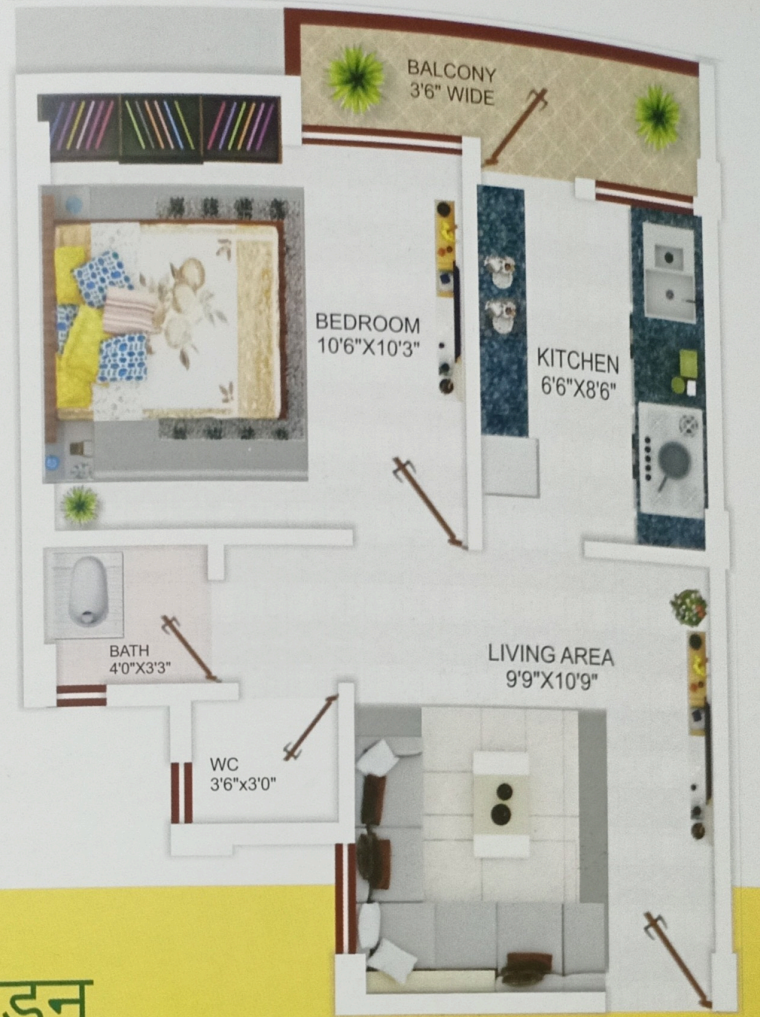 BALCONY
3'6" WIDE
BEDROOM
10'6"X10'3"
KITCHEN
6'6"X8'6"
BATH
4'0"X3'3"
LIVING AREA
9'9"X10'9"
WC
3'6"x3'0"